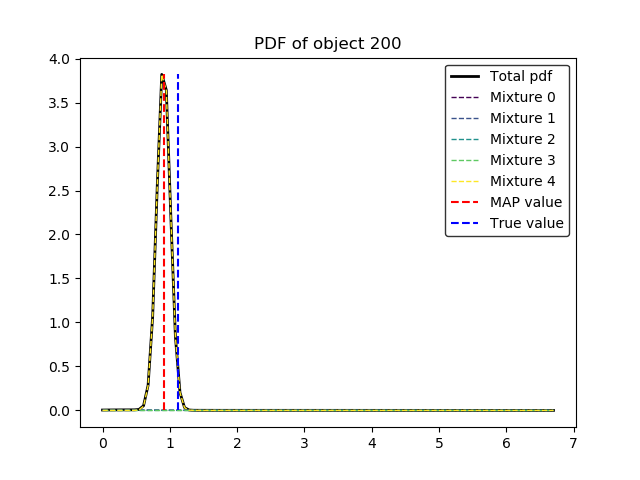 PDF of object 200
4.0
3.5
3.0
2.5
2.0
1.5
1.0
0.5
0.0
0 1 2 3 4 5 6 7
Total pdf
Mixture 0
Mixture 1
Mixture 2
Mixture 3
Mixture 4
MAP value
True value